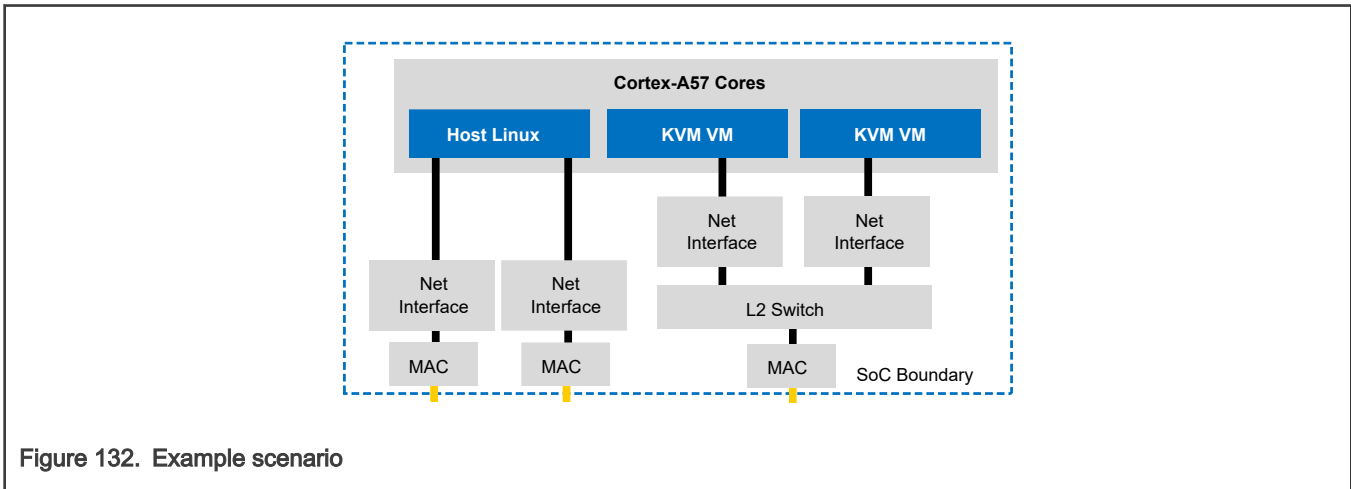 Cortex-A57 Cores
Host Linux
KVM VM
KVM VM
Net
Interface
Net
Interface
Net
Interface
Net
Interface
L2 Switch
MAC
MAC
MAC
SoC Boundary
Figure 132. Example scenario